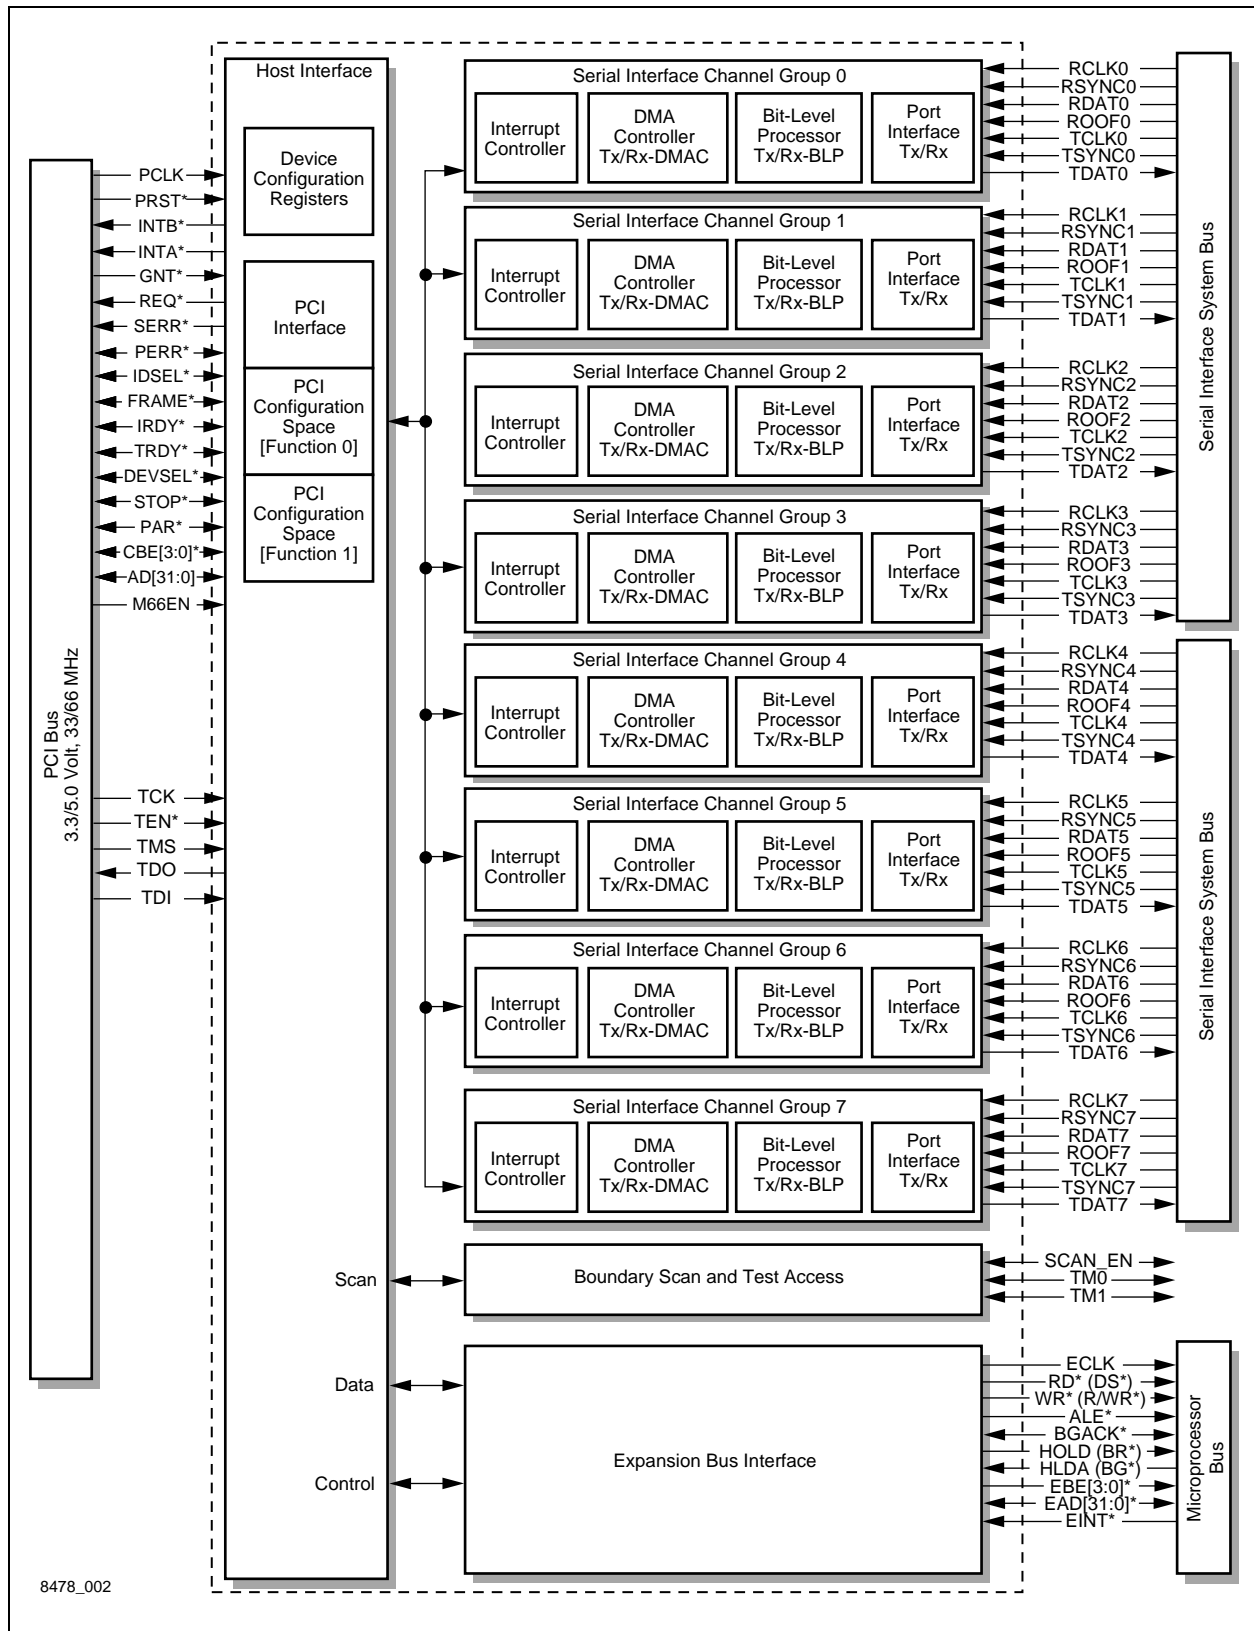 Host Interface
Device
Configuration
Registers
PCI
Interface
PCI
Configuration
Space
[Function 0]
PCI
Configuration
Space
[Function 1]
Scan
Data
Control
PCI Bus
3.3/5.0 Volt, 33/66 MHz
PCLK
PRST*
INTB*
INTA*
GNT*
REQ*
SERR*
PERR*
IDSEL*
FRAME*
IRDY*
TRDY*
DEVSEL*
STOP*
PAR*
CBE[3:0]*
AD[31:0]
M66EN
TCK
TEN*
TMS
TDO
TDI
Serial Interface Channel Group 0
Interrupt
Controller
DMA
Controller
Tx/Rx-DMAC
Bit-Level
Processor
Tx/Rx-BLP
Port
Interface
Tx/Rx
RCLK0
RSYNC0
RDAT0
ROOF0
TCLK0
TSYNC0
TDAT0
Serial Interface Channel Group 1
Interrupt
Controller
DMA
Controller
Tx/Rx-DMAC
Bit-Level
Processor
Tx/Rx-BLP
Port
Interface
Tx/Rx
RCLK1
RSYNC1
RDAT1
ROOF1
TCLK1
TSYNC1
TDAT1
Serial Interface Channel Group 2
Interrupt
Controller
DMA
Controller
Tx/Rx-DMAC
Bit-Level
Processor
Tx/Rx-BLP
Port
Interface
Tx/Rx
RCLK2
RSYNC2
RDAT2
ROOF2
TCLK2
TSYNC2
TDAT2
Serial Interface Channel Group 3
Interrupt
Controller
DMA
Controller
Tx/Rx-DMAC
Bit-Level
Processor
Tx/Rx-BLP
Port
Interface
Tx/Rx
RCLK3
RSYNC3
RDAT3
ROOF3
TCLK3
TSYNC3
TDAT3
Serial Interface System Bus
Serial Interface Channel Group 4
Interrupt
Controller
DMA
Controller
Tx/Rx-DMAC
Bit-Level
Processor
Tx/Rx-BLP
Port
Interface
Tx/Rx
RCLK4
RSYNC4
RDAT4
ROOF4
TCLK4
TSYNC4
TDAT4
Serial Interface Channel Group 5
Interrupt
Controller
DMA
Controller
Tx/Rx-DMAC
Bit-Level
Processor
Tx/Rx-BLP
Port
Interface
Tx/Rx
RCLK5
RSYNC5
RDAT5
ROOF5
TCLK5
TSYNC5
TDAT5
Serial Interface Channel Group 6
Interrupt
Controller
DMA
Controller
Tx/Rx-DMAC
Bit-Level
Processor
Tx/Rx-BLP
Port
Interface
Tx/Rx
RCLK6
RSYNC6
RDAT6
ROOF6
TCLK6
TSYNC6
TDAT6
Serial Interface Channel Group 7
Interrupt
Controller
DMA
Controller
Tx/Rx-DMAC
Bit-Level
Processor
Tx/Rx-BLP
Port
Interface
Tx/Rx
RCLK7
RSYNC7
RDAT7
ROOF7
TCLK7
TSYNC7
TDAT7
Serial Interface System Bus
Boundary Scan and Test Access
SCAN_EN
TM0
TM1
Expansion Bus Interface
ECLK
RD* (DS*)
WR* (R/WR*)
ALE*
BGACK*
HOLD (BR*)
HLDA (BG*)
EBE[3:0]*
EAD[31:0]*
EINT*
Microprocessor
Bus
8478_002